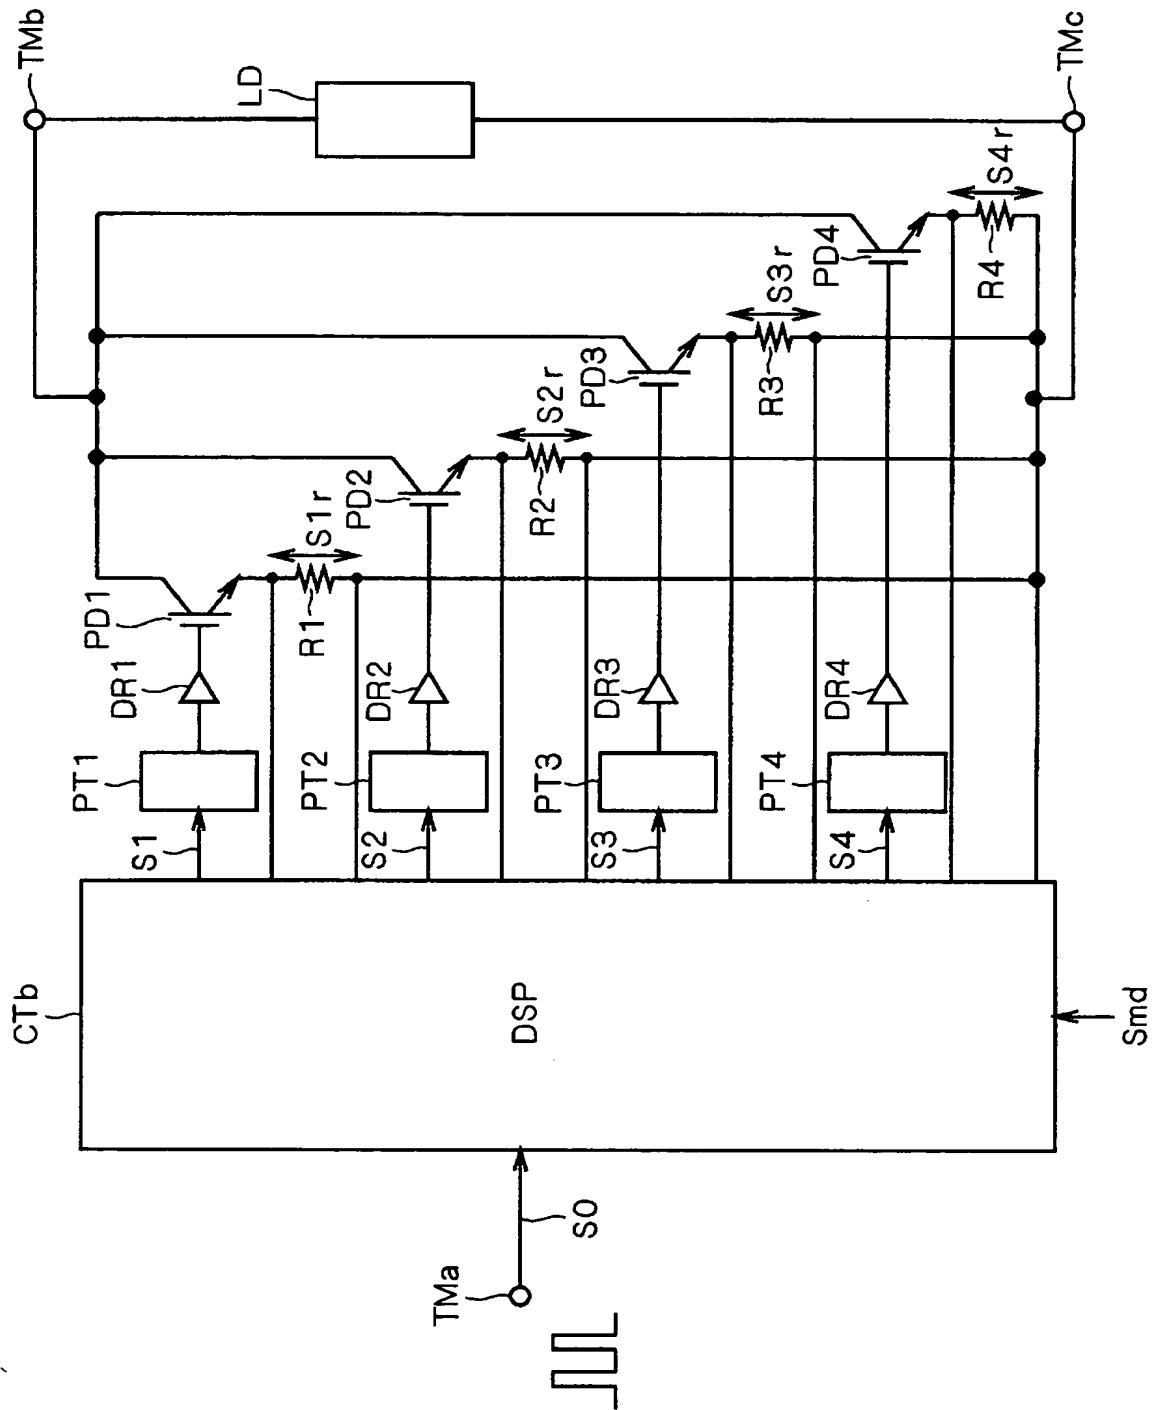 TMa
S0
CTb
DSP
Smd
S1
PT1
DR1
PD1
R1
S1r
S2
PT2
DR2
PD2
R2
S2r
S3
PT3
DR3
PD3
R3
S3r
S4
PT4
DR4
PD4
R4
S4r
LD
TMb
TMc